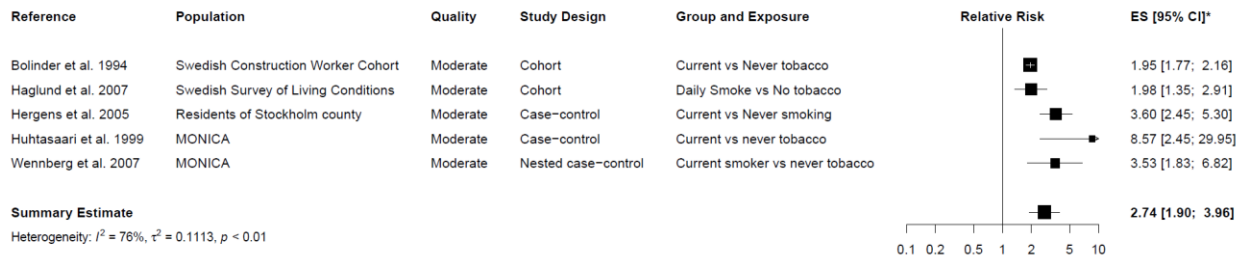 Reference Population Quality Study Design Group and Exposure Relative Risk ES [95% CI]*
Bolinder et al. 1994 Swedish Construction Worker Cohort Moderate Cohort Current vs Never tobacco 1.95 [1.77; 2.16]
Haglund et al. 2007 Swedish Survey of Living Conditions Moderate Cohort Daily Smoke vs No tobacco 1.98 [1.35; 2.91]
Hergens et al. 2005 Residents of Stockholm county Moderate Case−control Current vs Never smoking 3.60 [2.45; 5.30]
Huhtasaari et al. 1999 MONICA Moderate Case−control Current vs never tobacco 8.57 [2.45; 29.95]
Wennberg et al. 2007 MONICA Moderate Nested case−control Current smoker vs never tobacco 3.53 [1.83; 6.82]
Summary Estimate 2.74 [1.90; 3.96]
Heterogeneity: I² = 76%, τ² = 0.1113, p < 0.01
0.1 0.2 0.5 1 2 5 10